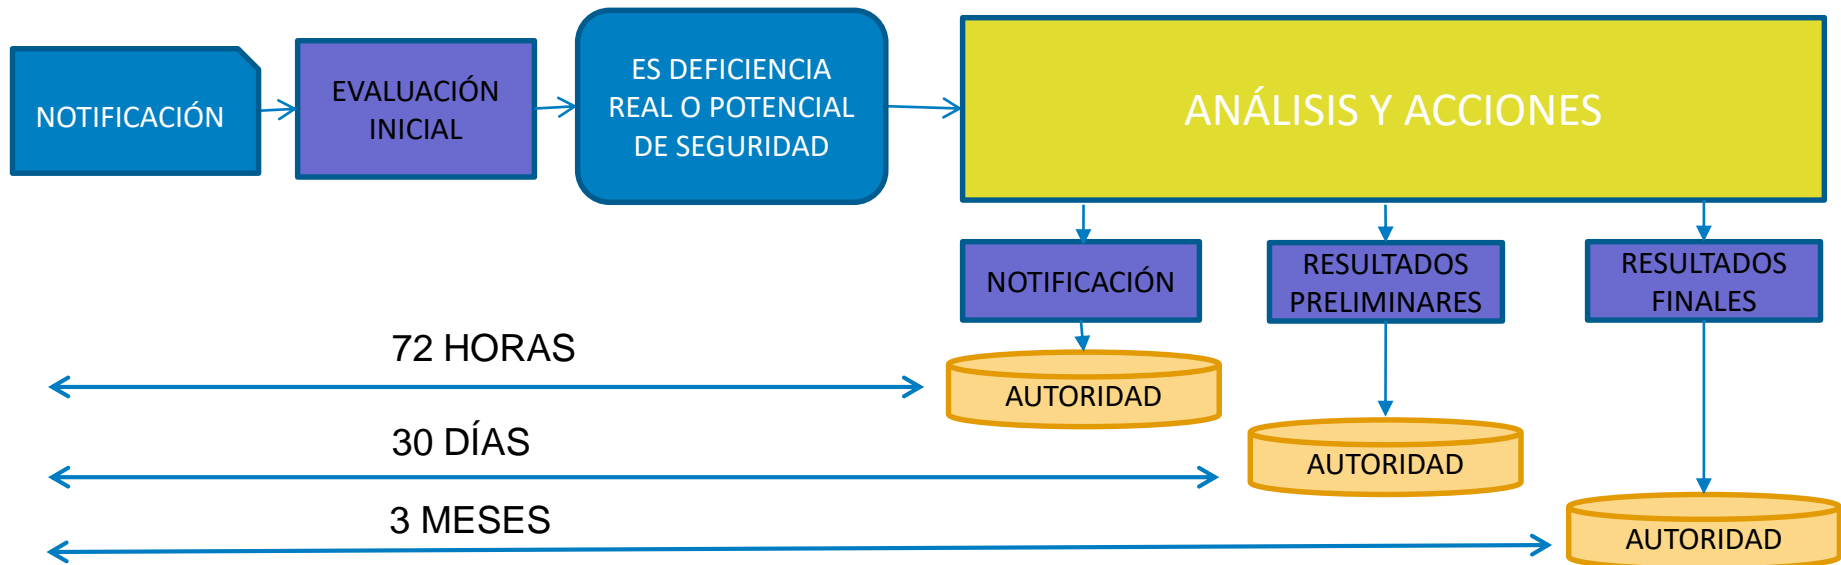 NOTIFICACIÓN
EVALUACIÓN
INICIAL
ES DEFICIENCIA
REAL O POTENCIAL
DE SEGURIDAD
ANÁLISIS Y ACCIONES
NOTIFICACIÓN
RESULTADOS
PRELIMINARES
RESULTADOS
FINALES
72 HORAS
AUTORIDAD
30 DÍAS
AUTORIDAD
3 MESES
AUTORIDAD